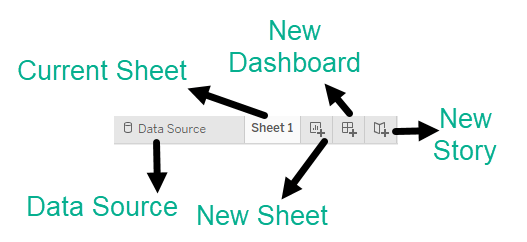 New
Dashboard
Current Sheet
Data Source
Sheet 1
New
Story
Data Source
New Sheet